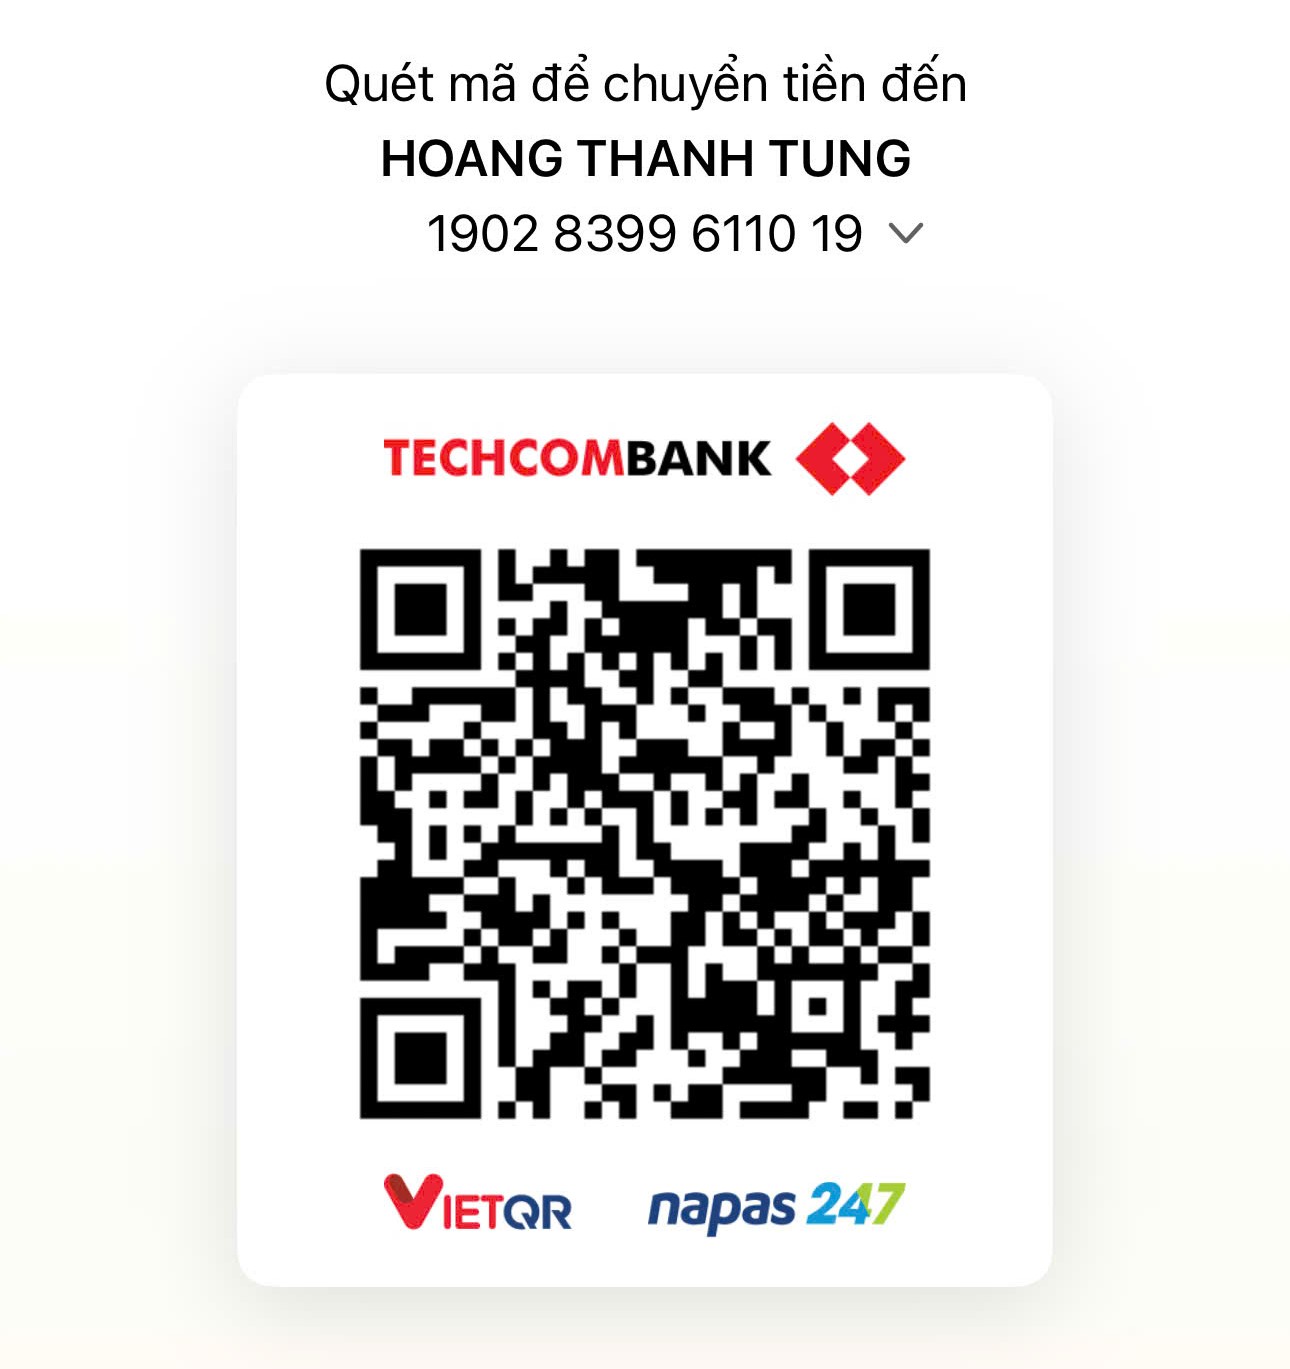 Quét mã để chuyển tiền đến
HOANG THANH TUNG
1902 8399 6110 19
TECHCOMBANK
VIETQR
napas 247